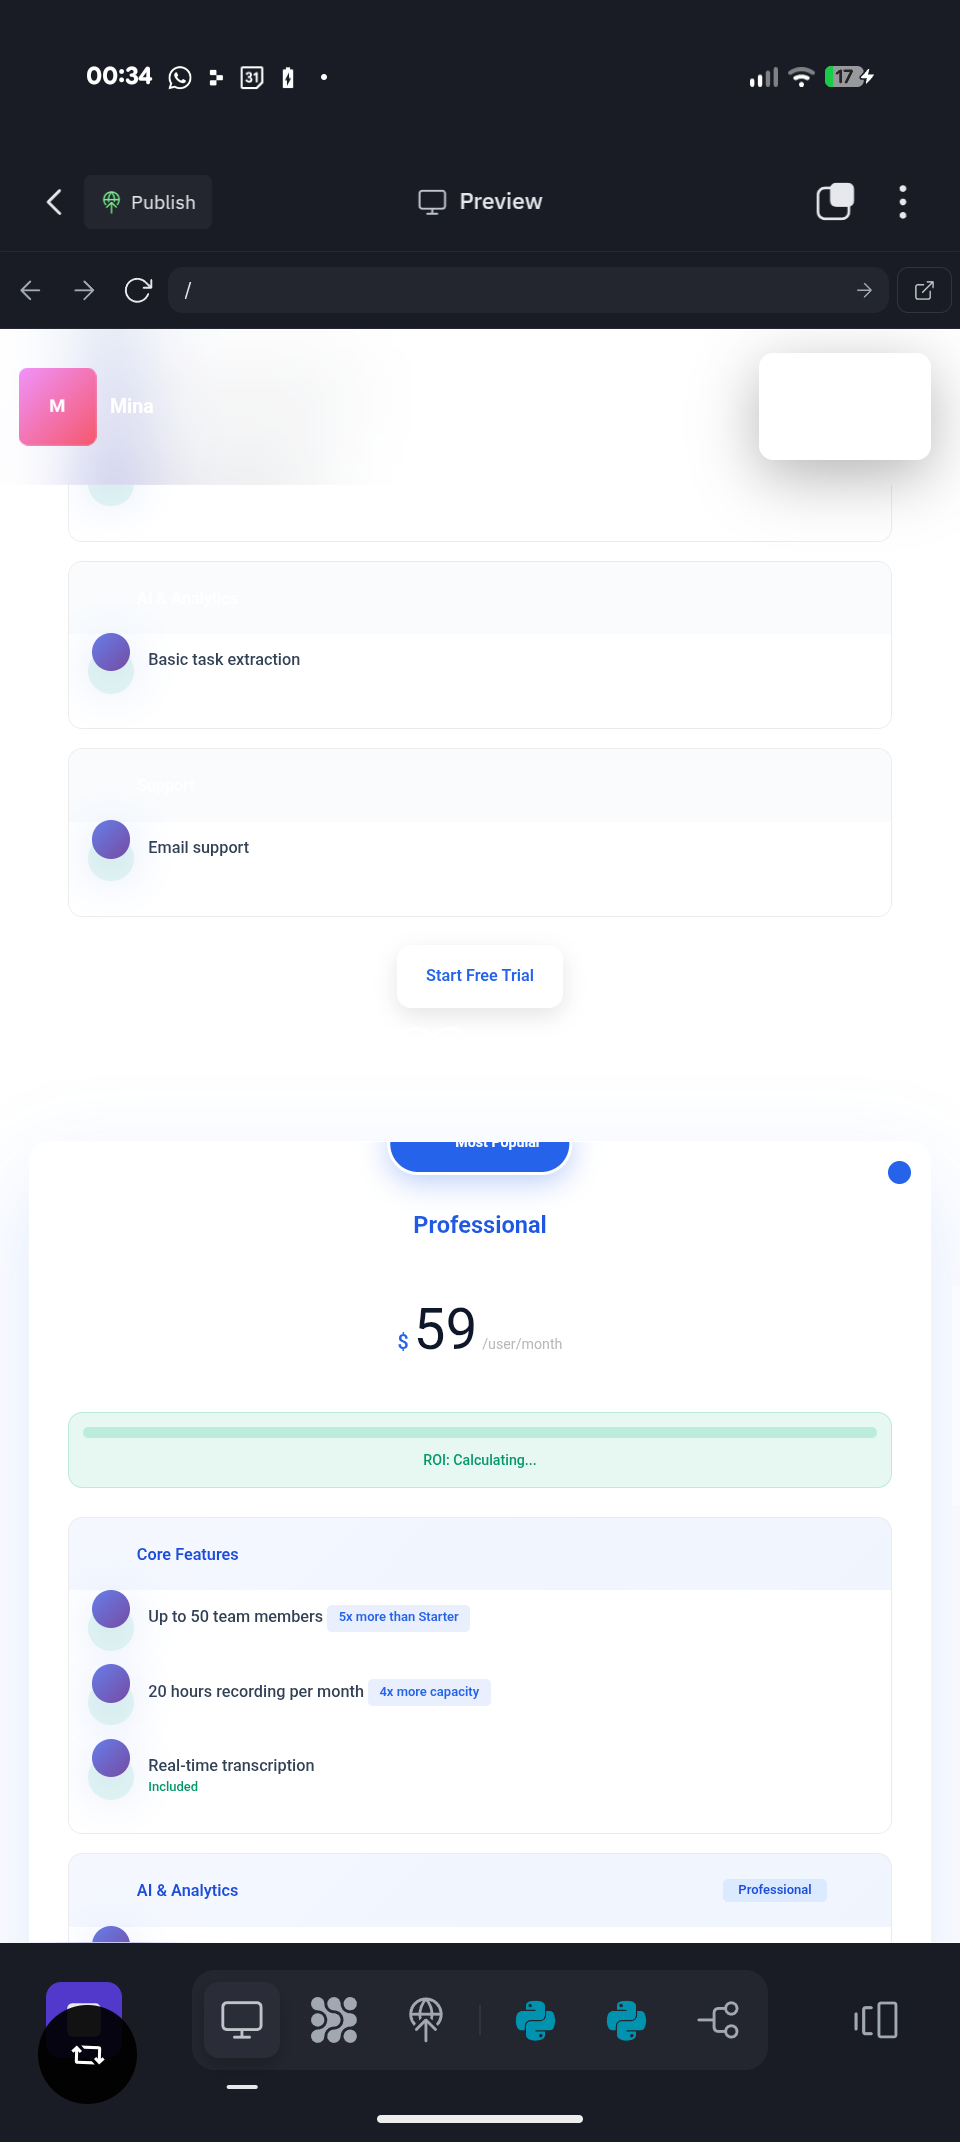 00:34
31
17
Publish
Preview
/
M
Mina
AI & Analytics
Basic task extraction
Support
Email support
Start Free Trial
Most Popular
Professional
$ 59 /user/month
ROI: Calculating...
Core Features
Up to 50 team members 5x more than Starter
20 hours recording per month 4x more capacity
Real-time transcription
Included
AI & Analytics
Professional